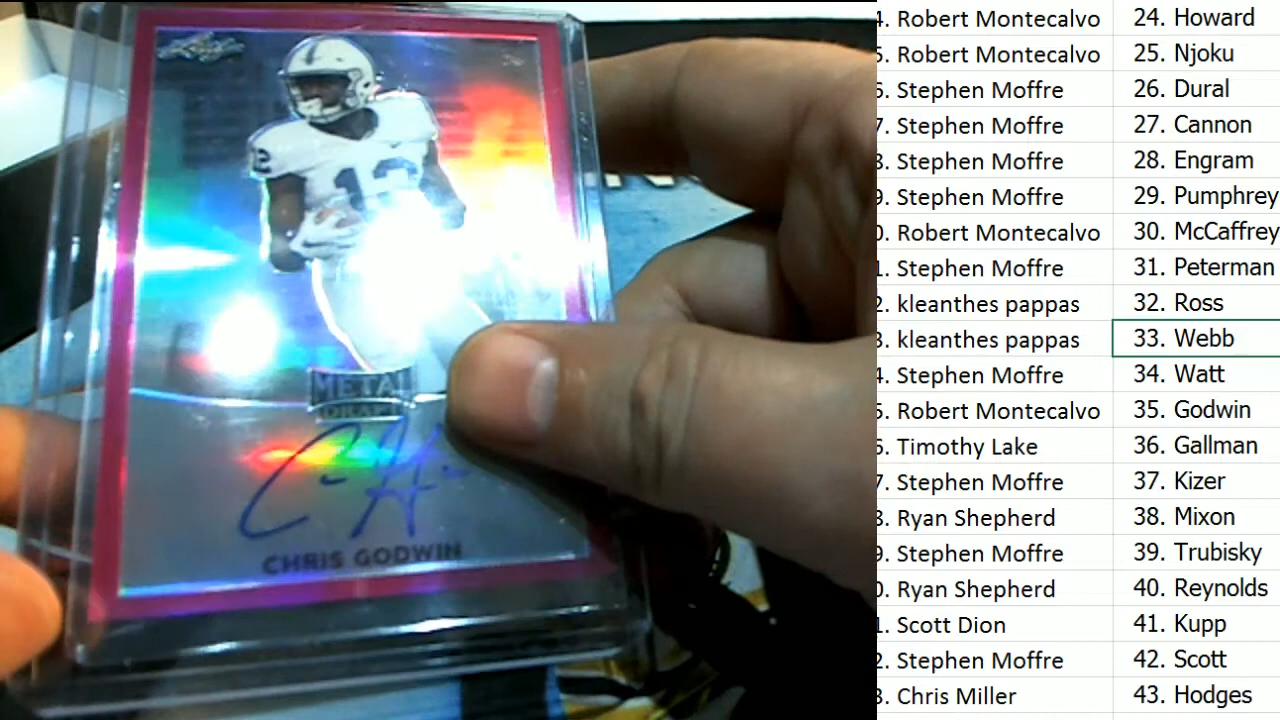 Leaf
12
12
METAL
DRAFT
CHRIS GODWIN
4. Robert Montecalvo 24. Howard
5. Robert Montecalvo 25. Njoku
6. Stephen Moffre 26. Dural
7. Stephen Moffre 27. Cannon
8. Stephen Moffre 28. Engram
9. Stephen Moffre 29. Pumphrey
0. Robert Montecalvo 30. McCaffrey
1. Stephen Moffre 31. Peterman
2. kleanthes pappas 32. Ross
3. kleanthes pappas 33. Webb
4. Stephen Moffre 34. Watt
5. Robert Montecalvo 35. Godwin
6. Timothy Lake 36. Gallman
7. Stephen Moffre 37. Kizer
8. Ryan Shepherd 38. Mixon
9. Stephen Moffre 39. Trubisky
0. Ryan Shepherd 40. Reynolds
1. Scott Dion 41. Kupp
2. Stephen Moffre 42. Scott
3. Chris Miller 43. Hodges